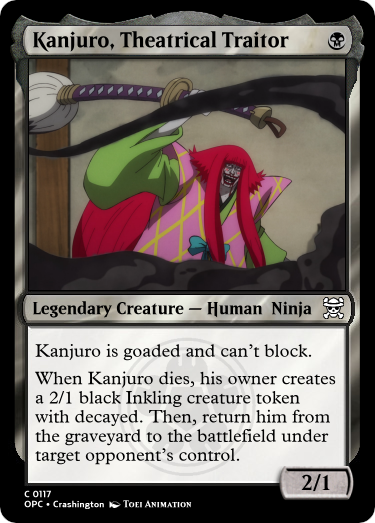 Kanjuro, Theatrical Traitor
Legendary Creature — Human Ninja
Kanjuro is goaded and can't block.
When Kanjuro dies, his owner creates
a 2/1 black Inkling creature token
with decayed. Then, return him from
the graveyard to the battlefield under
target opponent's control.
2/1
C 0117
OPC • Crashington TOEI ANIMATION